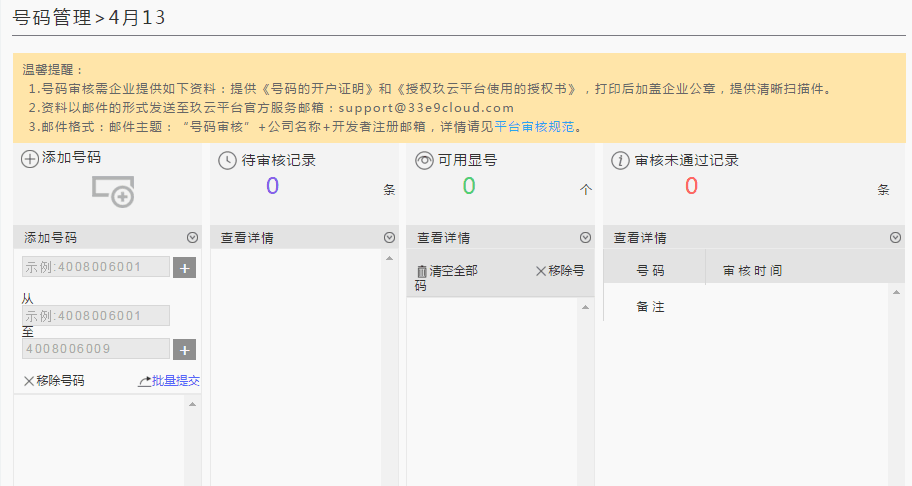 号码管理>4月13
温馨提醒：
1.号码审核需企业提供如下资料：提供《号码的开户证明》和《授权玖云平台使用的授权书》，打印后加盖企业公章，提供清晰扫描件。
2.资料以邮件的形式发送至玖云平台官方服务邮箱：support@33e9cloud.com
3.邮件格式：邮件主题：“号码审核”+公司名称+开发者注册邮箱，详情请见平台审核规范。
添加号码
待审核记录
0
条
可用显号
0
个
审核未通过记录
0
条
添加号码
查看详情
查看详情
查看详情
示例:4008006001
+
从
示例:4008006001
至
4008006009
+
移除号码
批量提交
清空全部
移除号
码
号码
审核时间
备注